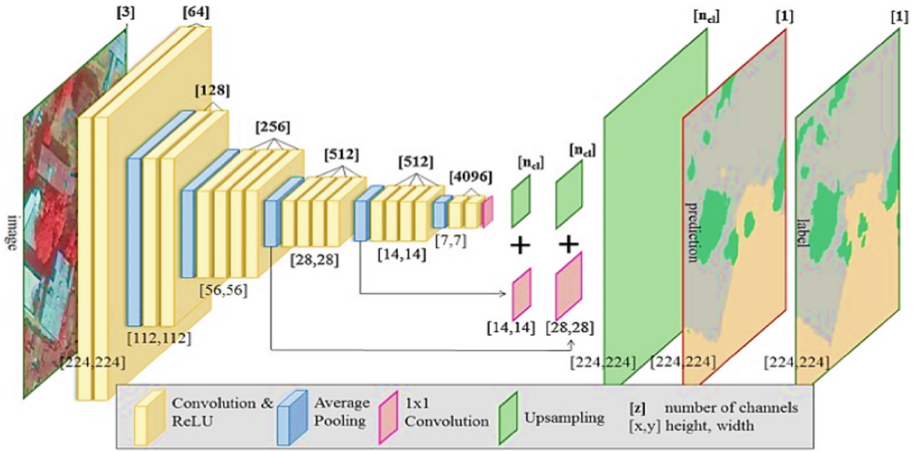 [3]
[64]
[128]
[256]
[512]
[512]
[4096]
[n_cl]
[n_cl]
[n_cl]
[1]
[1]
image
prediction
label
+
+
[7,7]
[14,14]
[28,28]
[56,56]
[112,112]
[224,224]
[14,14]
[28,28]
[224,224]
[224,224]
[224,224]
Convolution &
ReLU
Average
Pooling
1x1
Convolution
Upsampling
[z] number of channels
[x,y] height, width